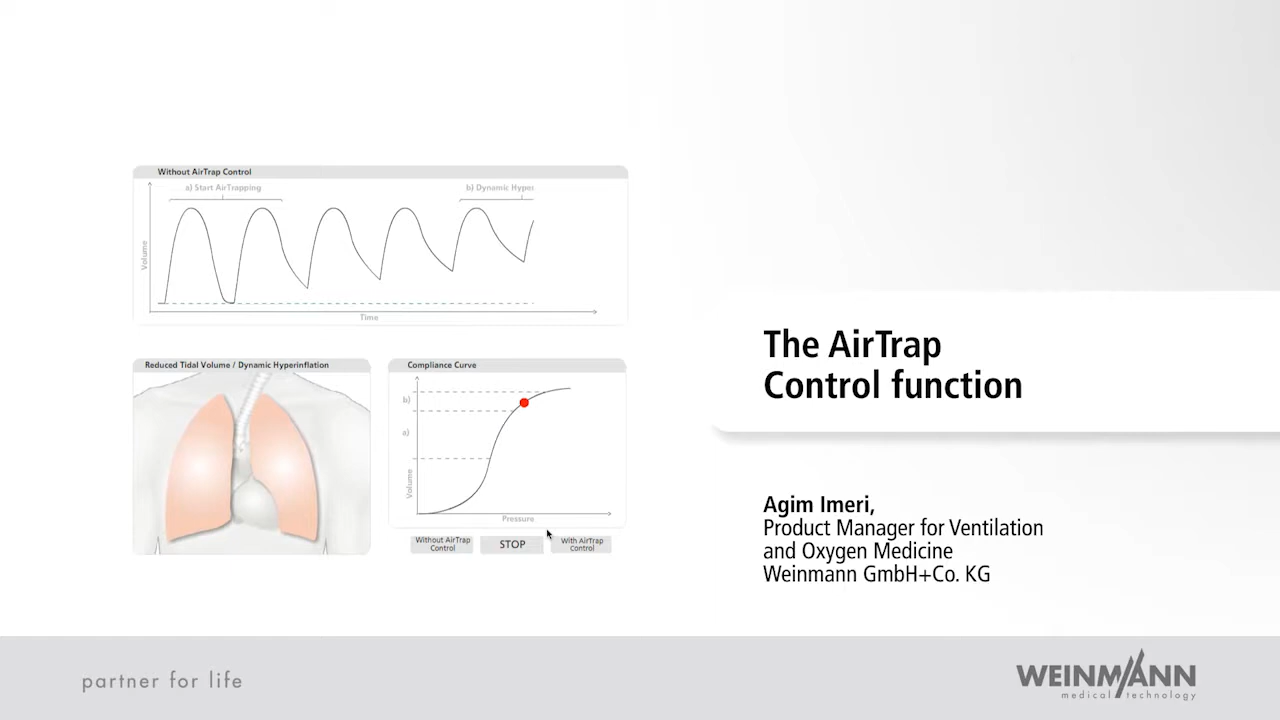 Without AirTrap Control
a) Start AirTrapping
b) Dynamic Hyper
Volume
Time
Reduced Tidal Volume / Dynamic Hyperinflation
Compliance Curve
b)
a)
Volume
Pressure
Without AirTrap
Control
STOP
With AirTrap
Control
The AirTrap
Control function
Agim Imeri,
Product Manager for Ventilation
and Oxygen Medicine
Weinmann GmbH+Co. KG
partner for life
WEINMANN
medical technology